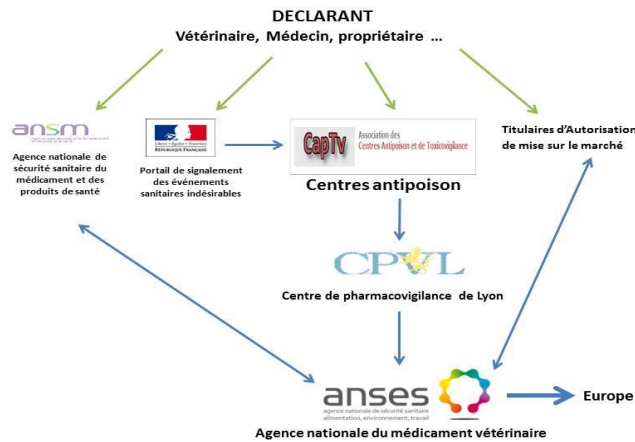 DECLARANT
Vétérinaire, Médecin, propriétaire ...
ansm
Agence nationale de
sécurité sanitaire du
médicament et des
produits de santé
Liberté • Égalité • Fraternité
RÉPUBLIQUE FRANÇAISE
Portail de signalement
des événements
sanitaires indésirables
CapTv
Association des
Centres Antipoison et de Toxicovigilance
Centres antipoison
Titulaires d'Autorisation
de mise sur le marché
CPVL
Centre de pharmacovigilance de Lyon
anses
agence nationale de sécurité sanitaire
alimentation, environnement, travail
Agence nationale du médicament vétérinaire
Europe